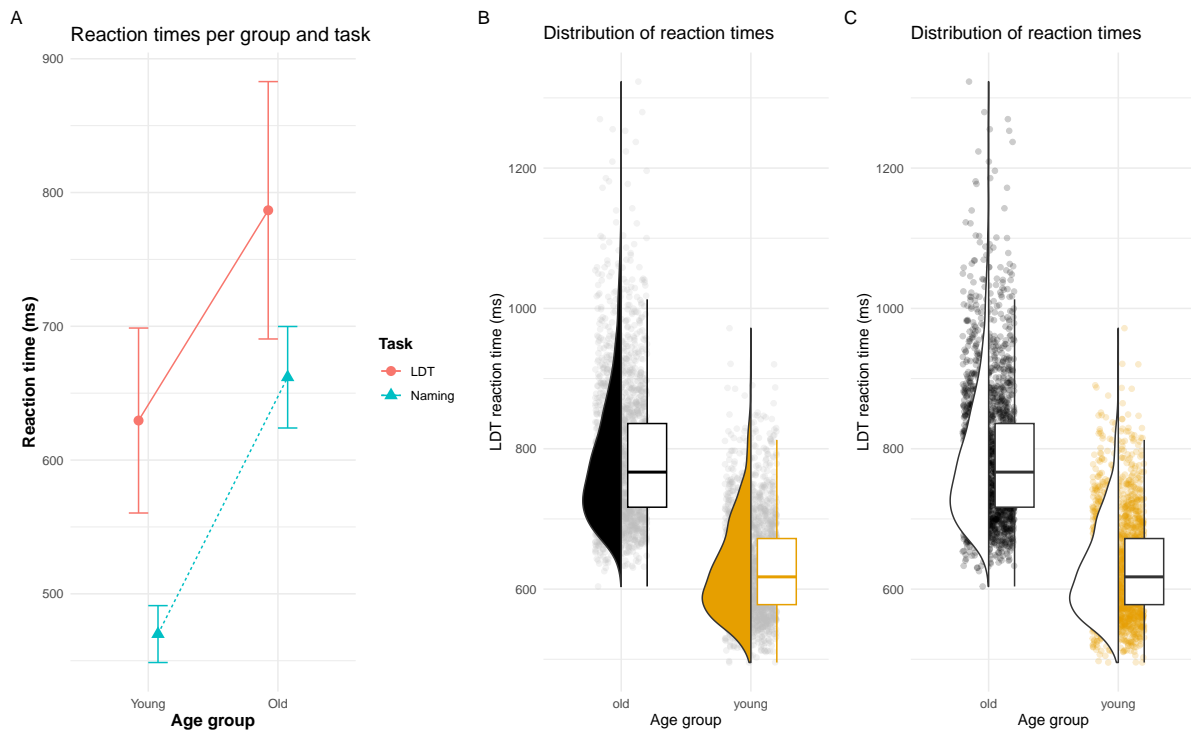 A
Reaction times per group and task
900
800
700
600
500
Reaction time (ms)
Young
Old
Age group
Task
LDT
Naming
B
Distribution of reaction times
1200
1000
800
600
LDT reaction time (ms)
old
young
Age group
C
Distribution of reaction times
1200
1000
800
600
LDT reaction time (ms)
old
young
Age group